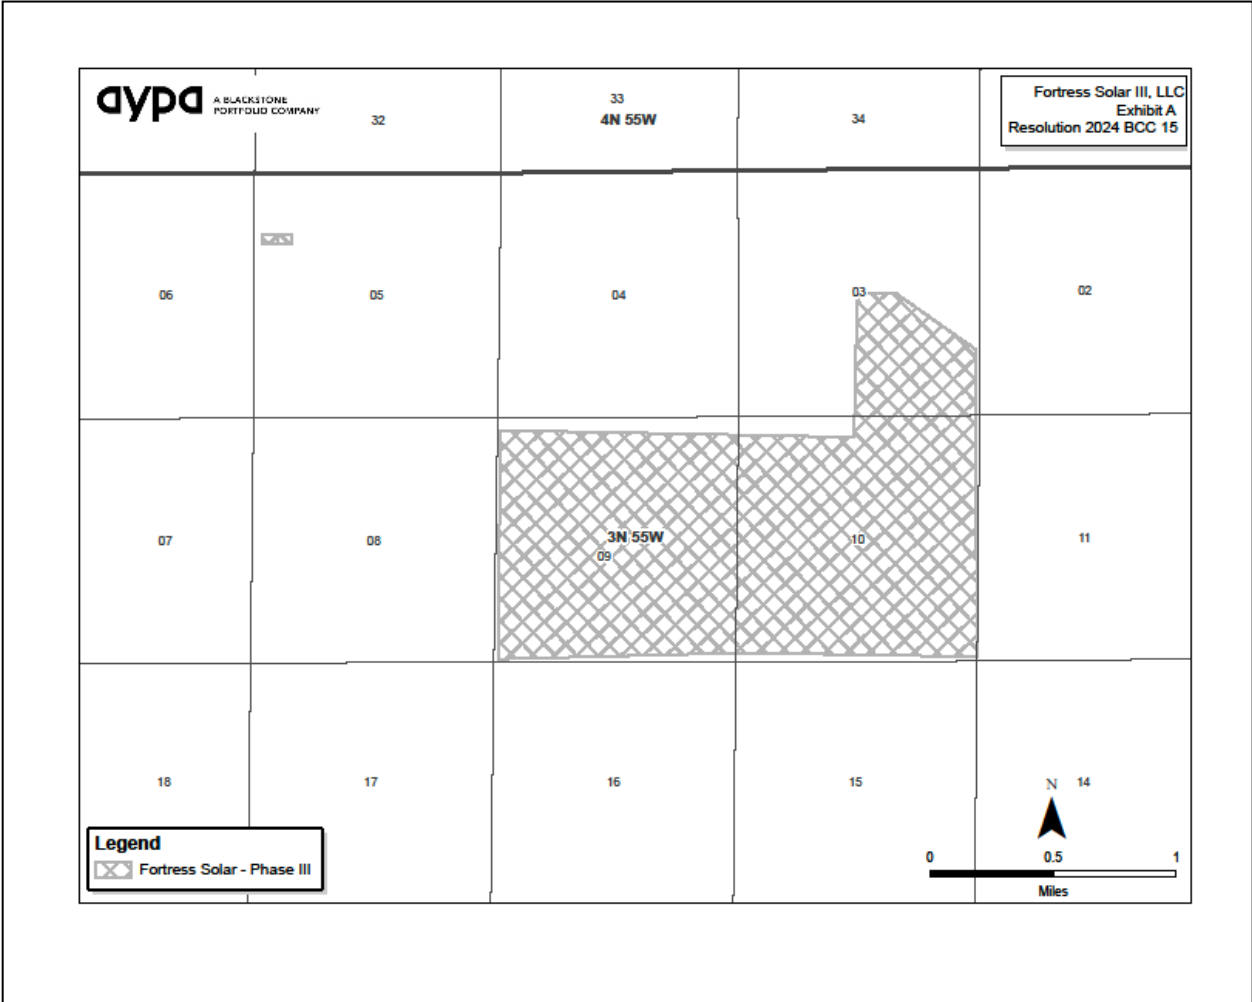 aypa
A BLACKSTONE
PORTFOLIO COMPANY
Fortress Solar III, LLC
Exhibit A
Resolution 2024 BCC 15
32
33
4N 55W
34
06
05
04
03
02
07
08
3N 55W
09
10
11
18
17
16
15
N
14
Legend
Fortress Solar - Phase III
0
0.5
1
Miles